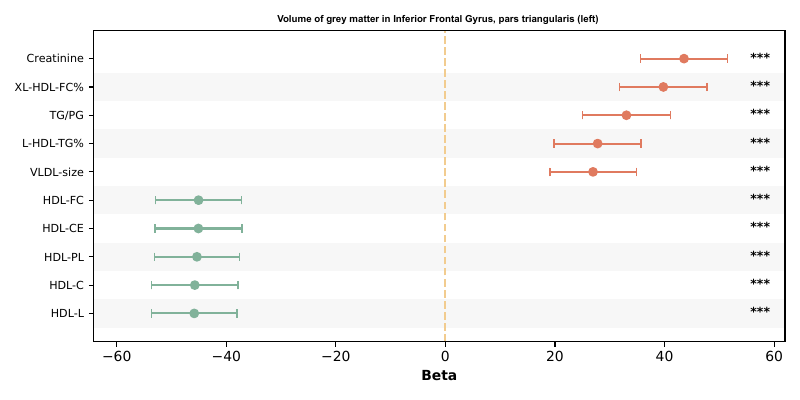 Volume of grey matter in Inferior Frontal Gyrus, pars triangularis (left)
Creatinine ***
XL-HDL-FC% ***
TG/PG ***
L-HDL-TG% ***
VLDL-size ***
HDL-FC ***
HDL-CE ***
HDL-PL ***
HDL-C ***
HDL-L ***
−60 −40 −20 0 20 40 60
Beta